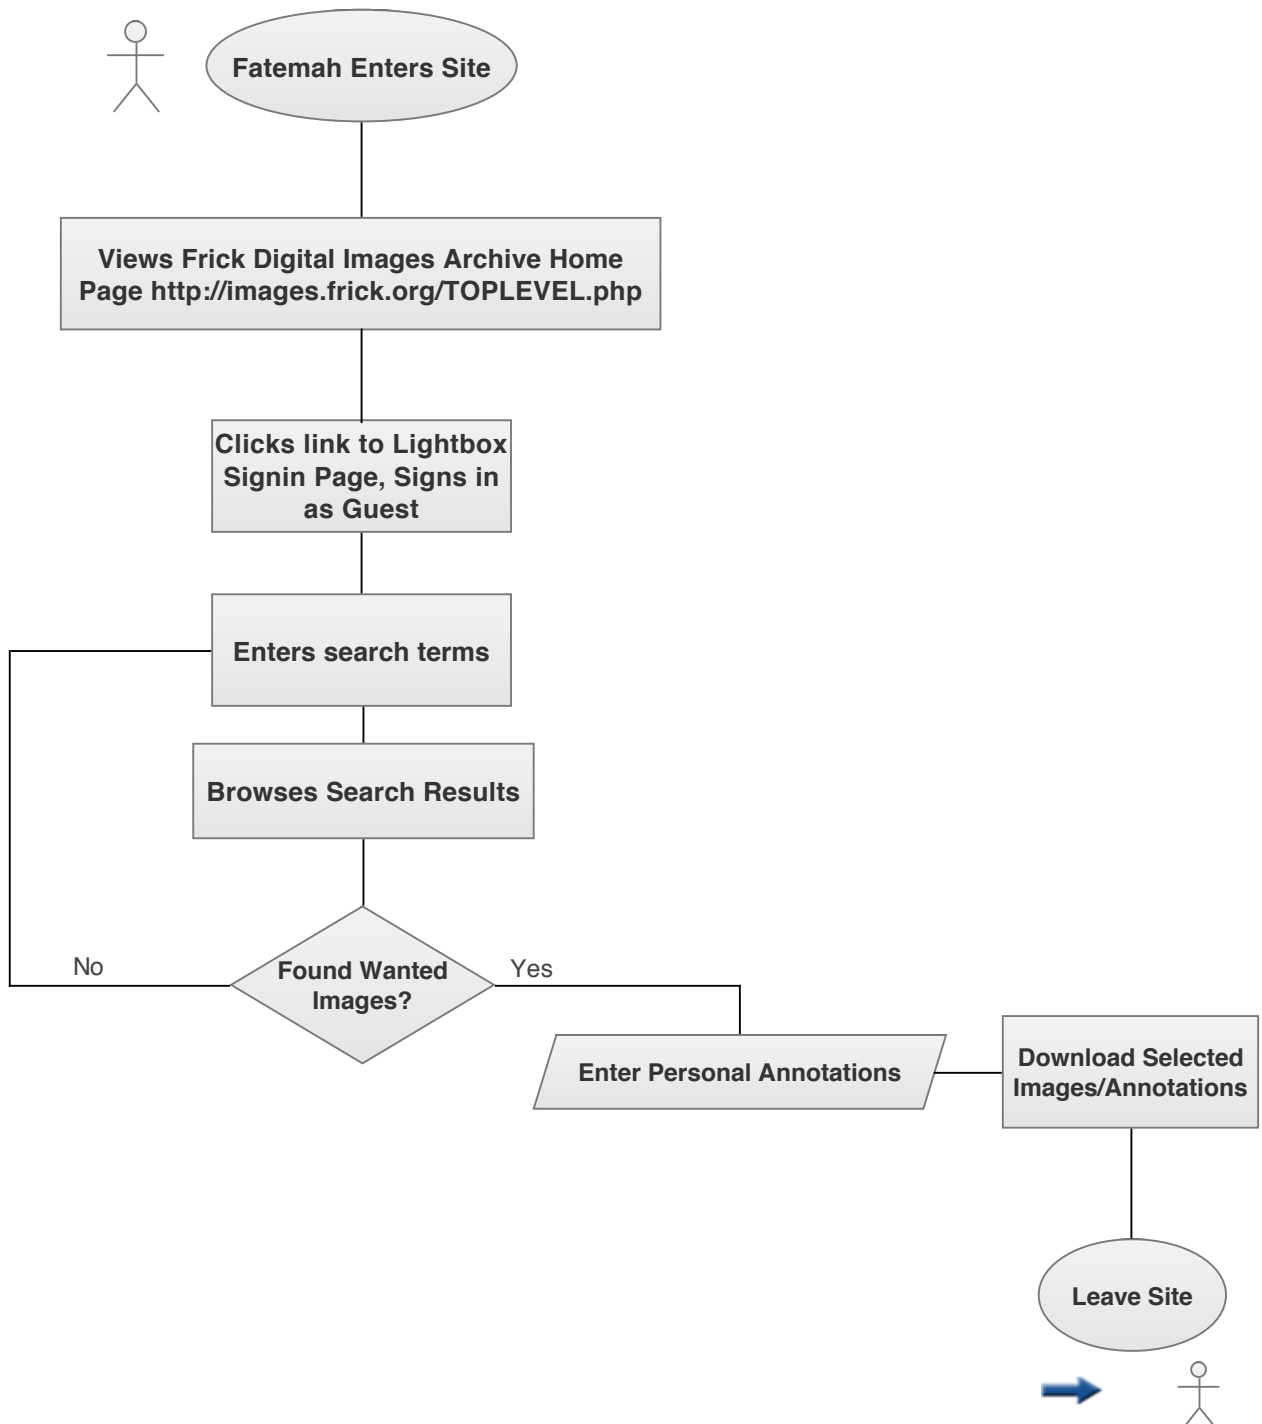 Fatemah Enters Site
Views Frick Digital Images Archive Home
Page http://images.frick.org/TOPLEVEL.php
Clicks link to Lightbox
Signin Page, Signs in
as Guest
Enters search terms
Browses Search Results
No
Found Wanted
Images?
Yes
Enter Personal Annotations
Download Selected
Images/Annotations
Leave Site